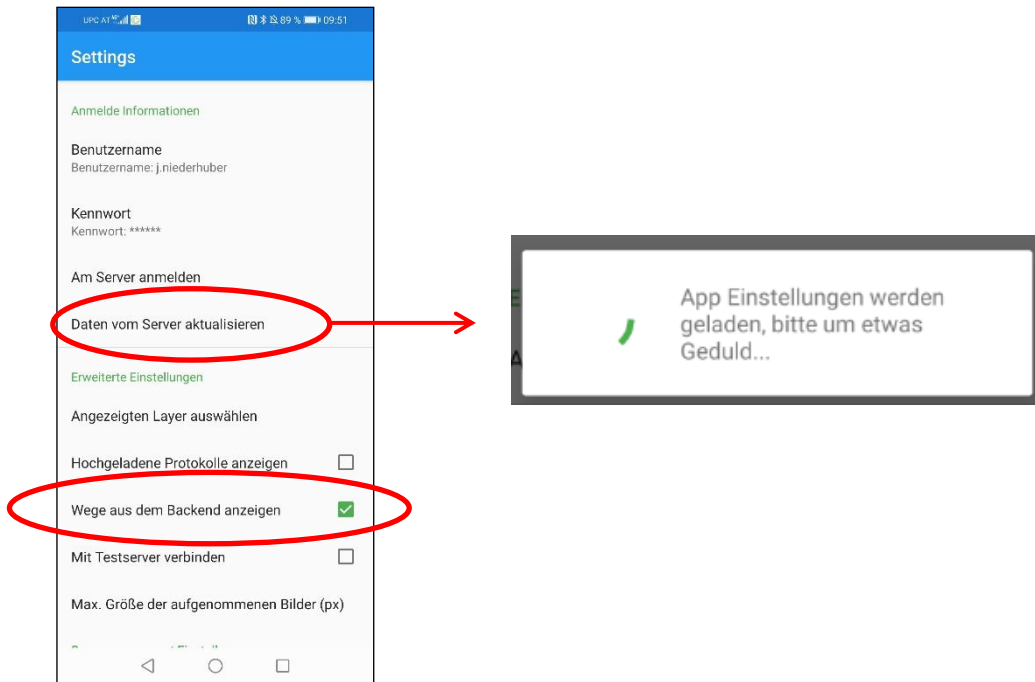 UPC AT 89 % 09:51
Settings
Anmelde Informationen
Benutzername
Benutzername: j.niederhuber
Kennwort
Kennwort: ******
Am Server anmelden
Daten vom Server aktualisieren
Erweiterte Einstellungen
Angezeigten Layer auswählen
Hochgeladene Protokolle anzeigen
Wege aus dem Backend anzeigen
Mit Testserver verbinden
Max. Größe der aufgenommenen Bilder (px)
App Einstellungen werden
geladen, bitte um etwas
Geduld...